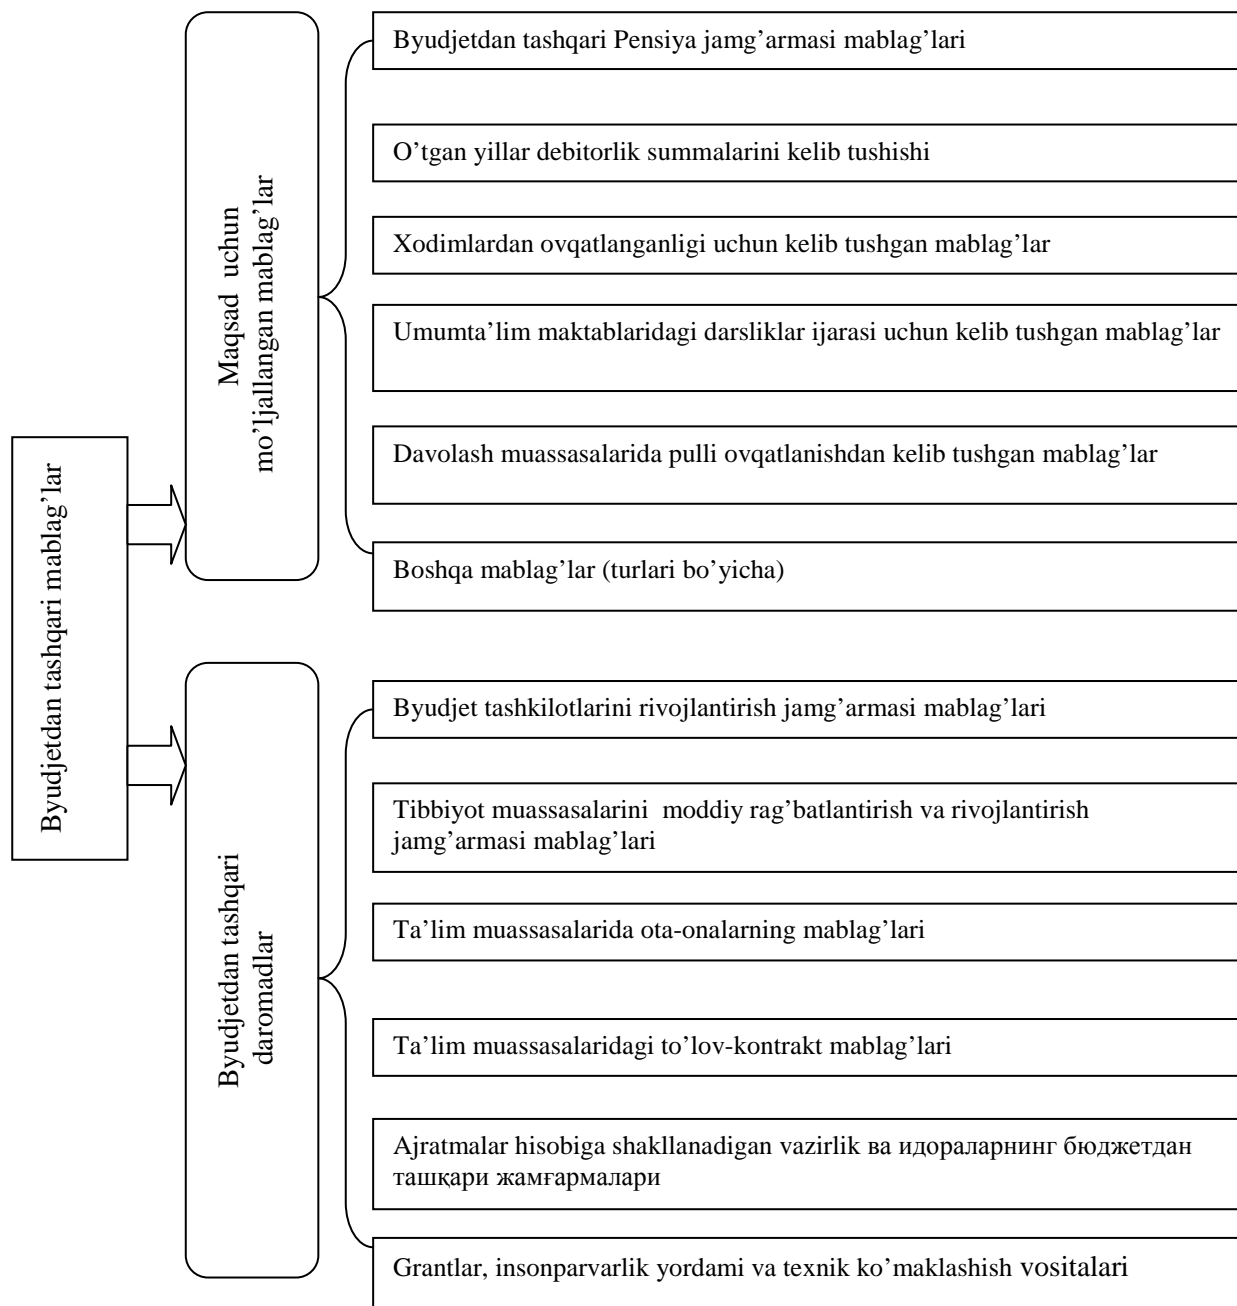 Byudjetdan tashqari mablag’lar
Maqsad uchun
mo’ljallangan mablag’lar
Byudjetdan tashqari Pensiya jamg’armasi mablag’lari
O’tgan yillar debitorlik summalarini kelib tushishi
Xodimlardan ovqatlanganligi uchun kelib tushgan mablag’lar
Umumta’lim maktablaridagi darsliklar ijarasi uchun kelib tushgan mablag’lar
Davolash muassasalarida pulli ovqatlanishdan kelib tushgan mablag’lar
Boshqa mablag’lar (turlari bo’yicha)
Byudjetdan tashqari
daromadlar
Byudjet tashkilotlarini rivojlantirish jamg’armasi mablag’lari
Tibbiyot muassasalarini moddiy rag’batlantirish va rivojlantirish
jamg’armasi mablag’lari
Ta’lim muassasalarida ota-onalarning mablag’lari
Ta’lim muassasalaridagi to’lov-kontrakt mablag’lari
Ajratmalar hisobiga shakllanadigan vazirlik ва идораларнинг бюджетдан
ташқари жамғармалари
Grantlar, insonparvarlik yordami va texnik ko’maklashish vositalari